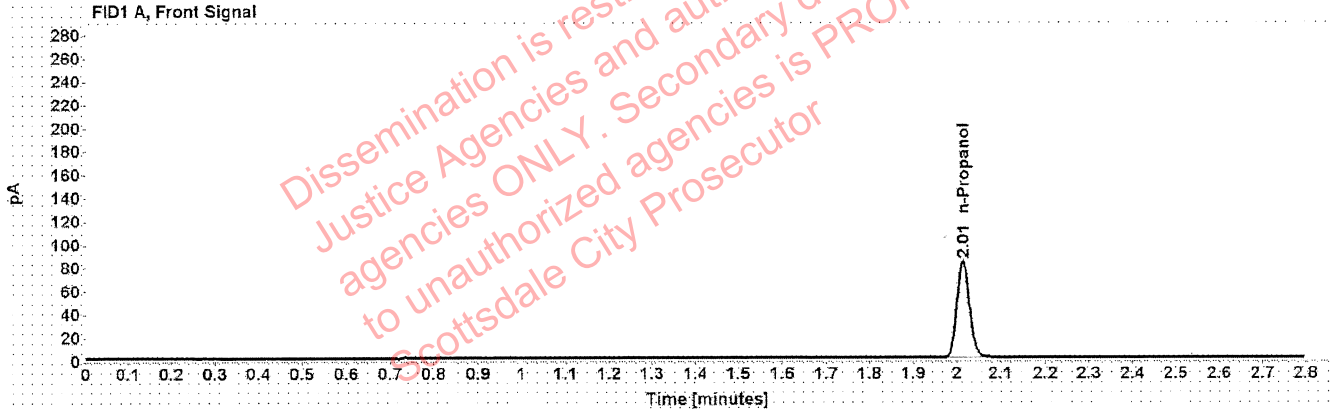 FID1 A, Front Signal
Dissemination is
Justice Agencies and
agencies ONLY. Secondary
to unauthorized agencies is
Scottsdale City Prosecutor
280
260
240
220
200
180
160
140
120
100
80
60
40
20
0
pA
2.01 n-Propanol
0 0.1 0.2 0.3 0.4 0.5 0.6 0.7 0.8 0.9 1 1.1 1.2 1.3 1.4 1.5 1.6 1.7 1.8 1.9 2 2.1 2.2 2.3 2.4 2.5 2.6 2.7 2.8
Time [minutes]